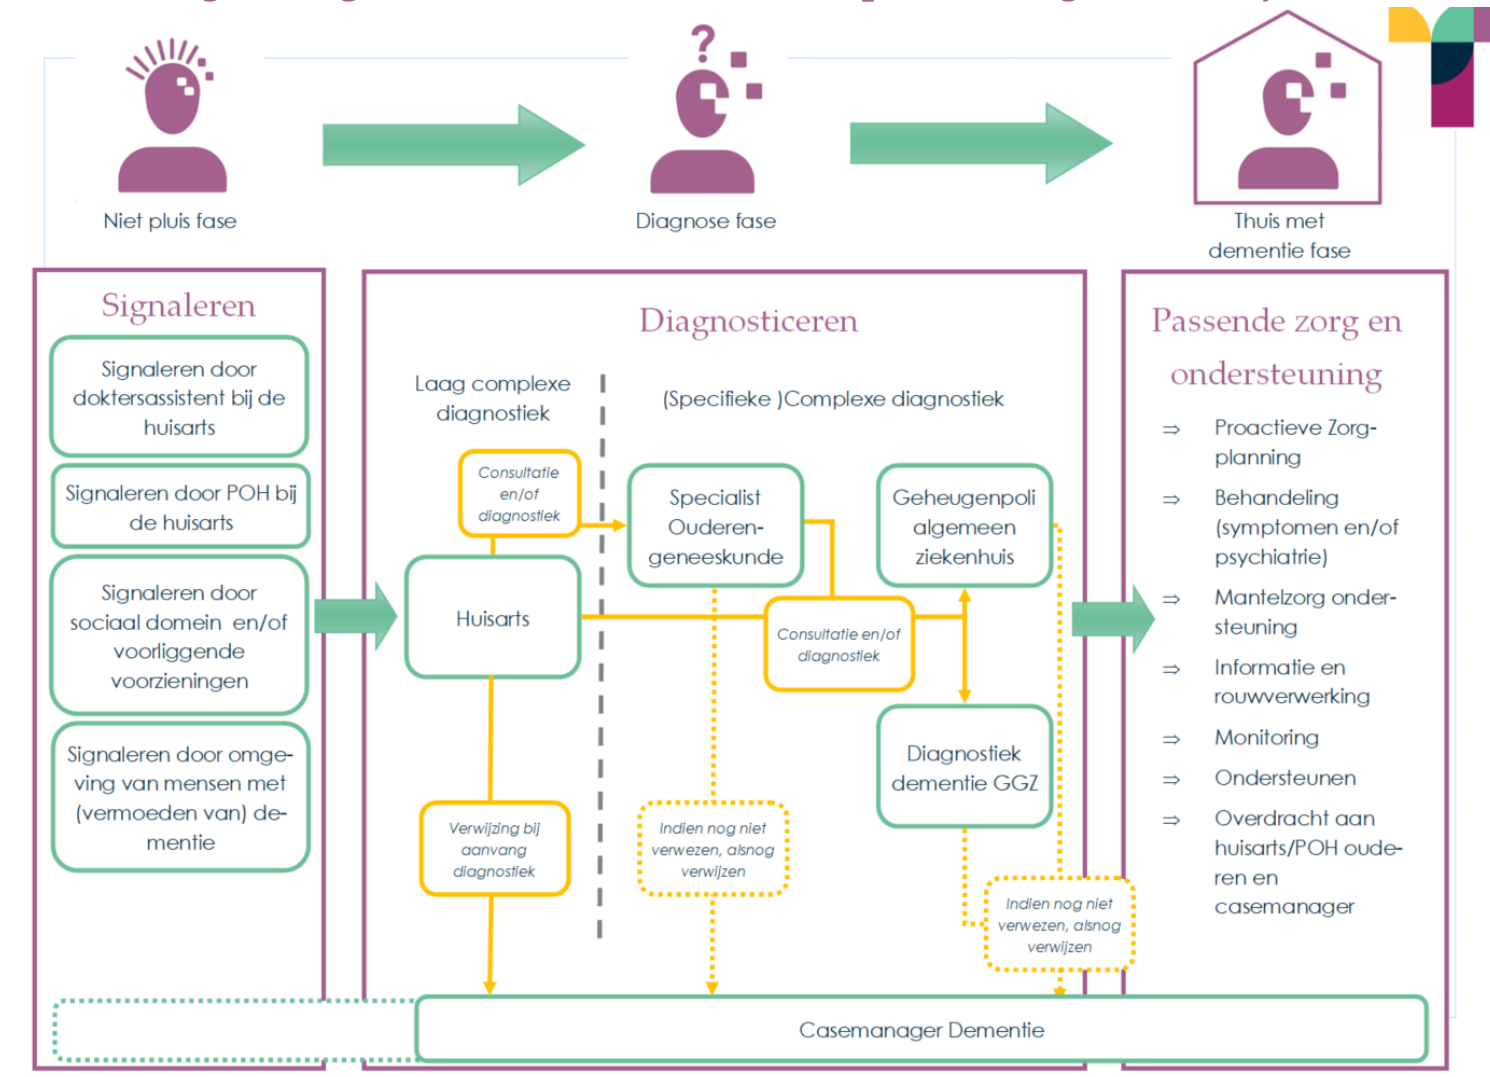 ?
Niet pluis fase
Diagnose fase
Thuis met
dementie fase
Signaleren
Signaleren door
doktersassistent bij de
huisarts
Signaleren door POH bij
de huisarts
Signaleren door
sociaal domein en/of
voorliggende
voorzieningen
Signaleren door omge-
ving van mensen met
(vermoeden van) de-
mentie
Diagnosticeren
Laag complexe
diagnostiek
(Specifieke )Complexe diagnostiek
Consultatie
en/of
diagnostiek
Specialist
Ouderen-
geneeskunde
Geheugenpoli
algemeen
ziekenhuis
Huisarts
Consultatie en/of
diagnostiek
Diagnostiek
dementie GGZ
Verwijzing bij
aanvang
diagnostiek
Indien nog niet
verwezen, alsnog
verwijzen
Indien nog niet
verwezen, alsnog
verwijzen
Passende zorg en
ondersteuning
⇒ Proactieve Zorg-
planning
⇒ Behandeling
(symptomen en/of
psychiatrie)
⇒ Mantelzorg onder-
steuning
⇒ Informatie en
rouwverwerking
⇒ Monitoring
⇒ Ondersteunen
⇒ Overdracht aan
huisarts/POH oude-
ren en
casemanager
Casemanager Dementie